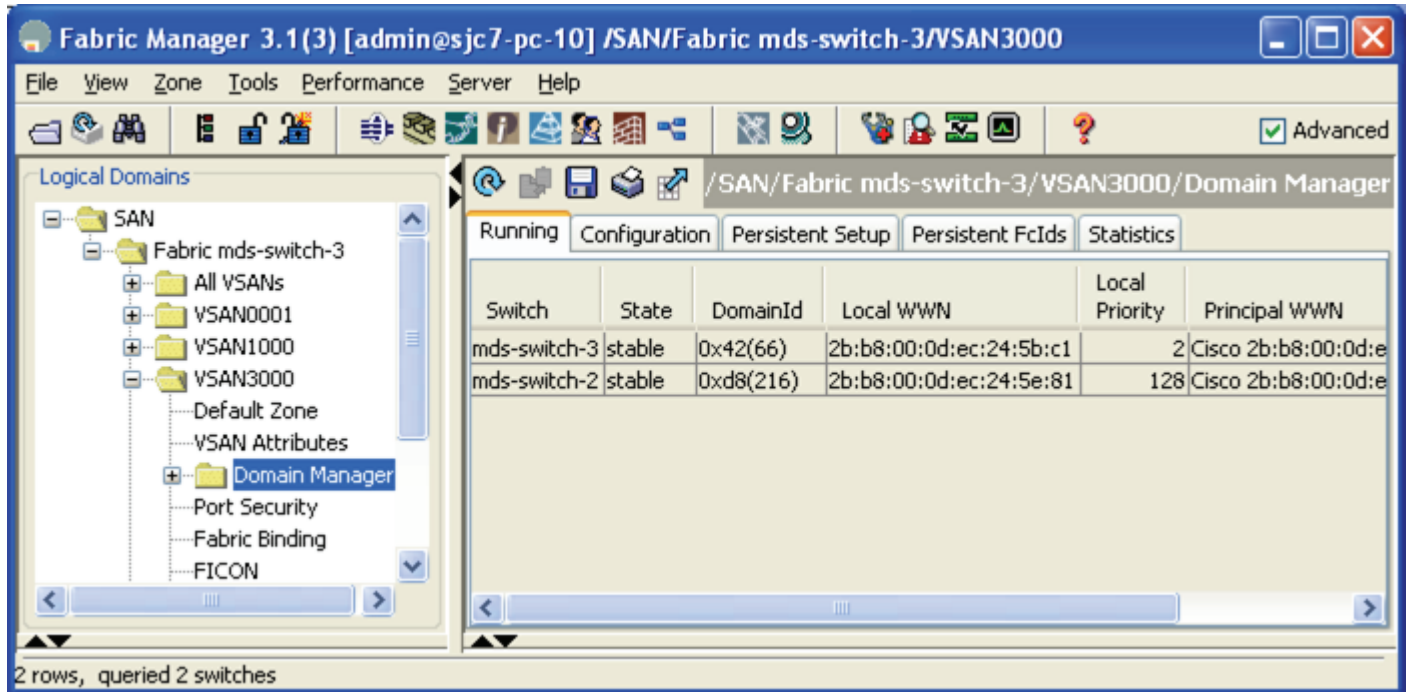 Fabric Manager 3.1(3) [admin@sjc7-pc-10] /SAN/Fabric mds-switch-3/VSAN3000
File View Zone Tools Performance Server Help
Advanced
Logical Domains
SAN
Fabric mds-switch-3
All VSANs
VSAN0001
VSAN1000
VSAN3000
Default Zone
VSAN Attributes
Domain Manager
Port Security
Fabric Binding
FICON
/SAN/Fabric mds-switch-3/VSAN3000/Domain Manager
Running Configuration Persistent Setup Persistent FcIds Statistics
Switch State DomainId Local WWN Local Priority Principal WWN
mds-switch-3 stable 0x42(66) 2b:b8:00:0d:ec:24:5b:c1 2 Cisco 2b:b8:00:0d:e
mds-switch-2 stable 0xd8(216) 2b:b8:00:0d:ec:24:5e:81 128 Cisco 2b:b8:00:0d:e
2 rows, queried 2 switches